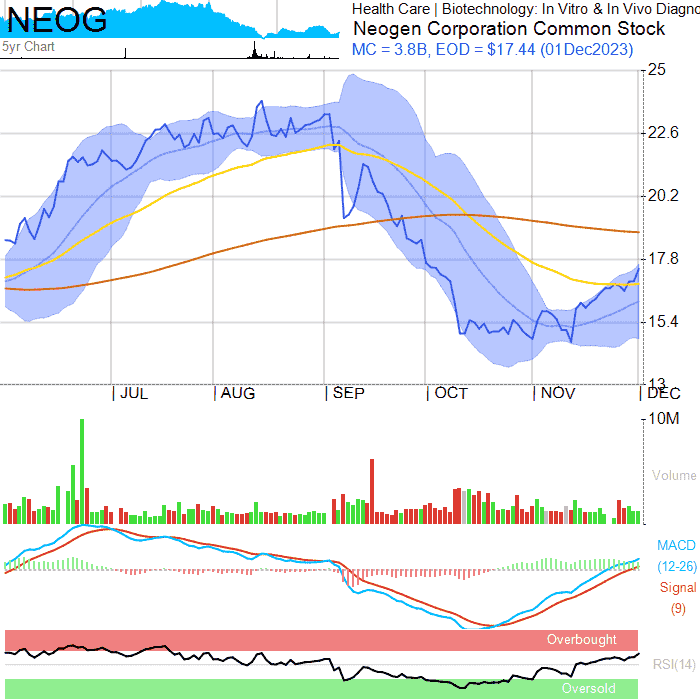 NEOG
5yr Chart
Health Care | Biotechnology: In Vitro & In Vivo Diagno
Neogen Corporation Common Stock
MC = 3.8B, EOD = $17.44 (01Dec2023)
25
22.6
20.2
17.8
15.4
13
JUL
AUG
SEP
OCT
NOV
DEC
10M
Volume
MACD
(12-26)
Signal
(9)
Overbought
RSI(14)
Oversold